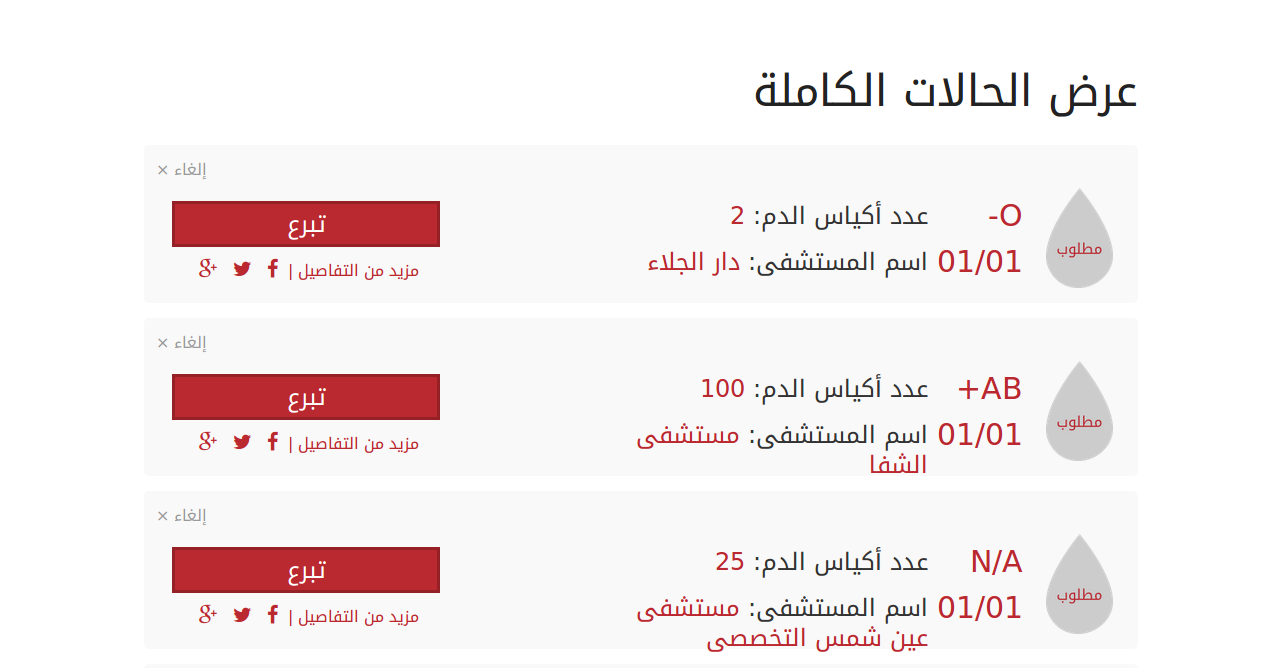 عرض الحالات الكاملة
إلغاء ×
مطلوب
O-
عدد أكياس الدم: 2
تبرع
01/01
اسم المستشفى: دار الجلاء
مزيد من التفاصيل |
إلغاء ×
مطلوب
AB+
عدد أكياس الدم: 100
تبرع
01/01
اسم المستشفى: مستشفى
الشفا
مزيد من التفاصيل |
إلغاء ×
مطلوب
N/A
عدد أكياس الدم: 25
تبرع
01/01
اسم المستشفى: مستشفى
عين شمس التخصصى
مزيد من التفاصيل |